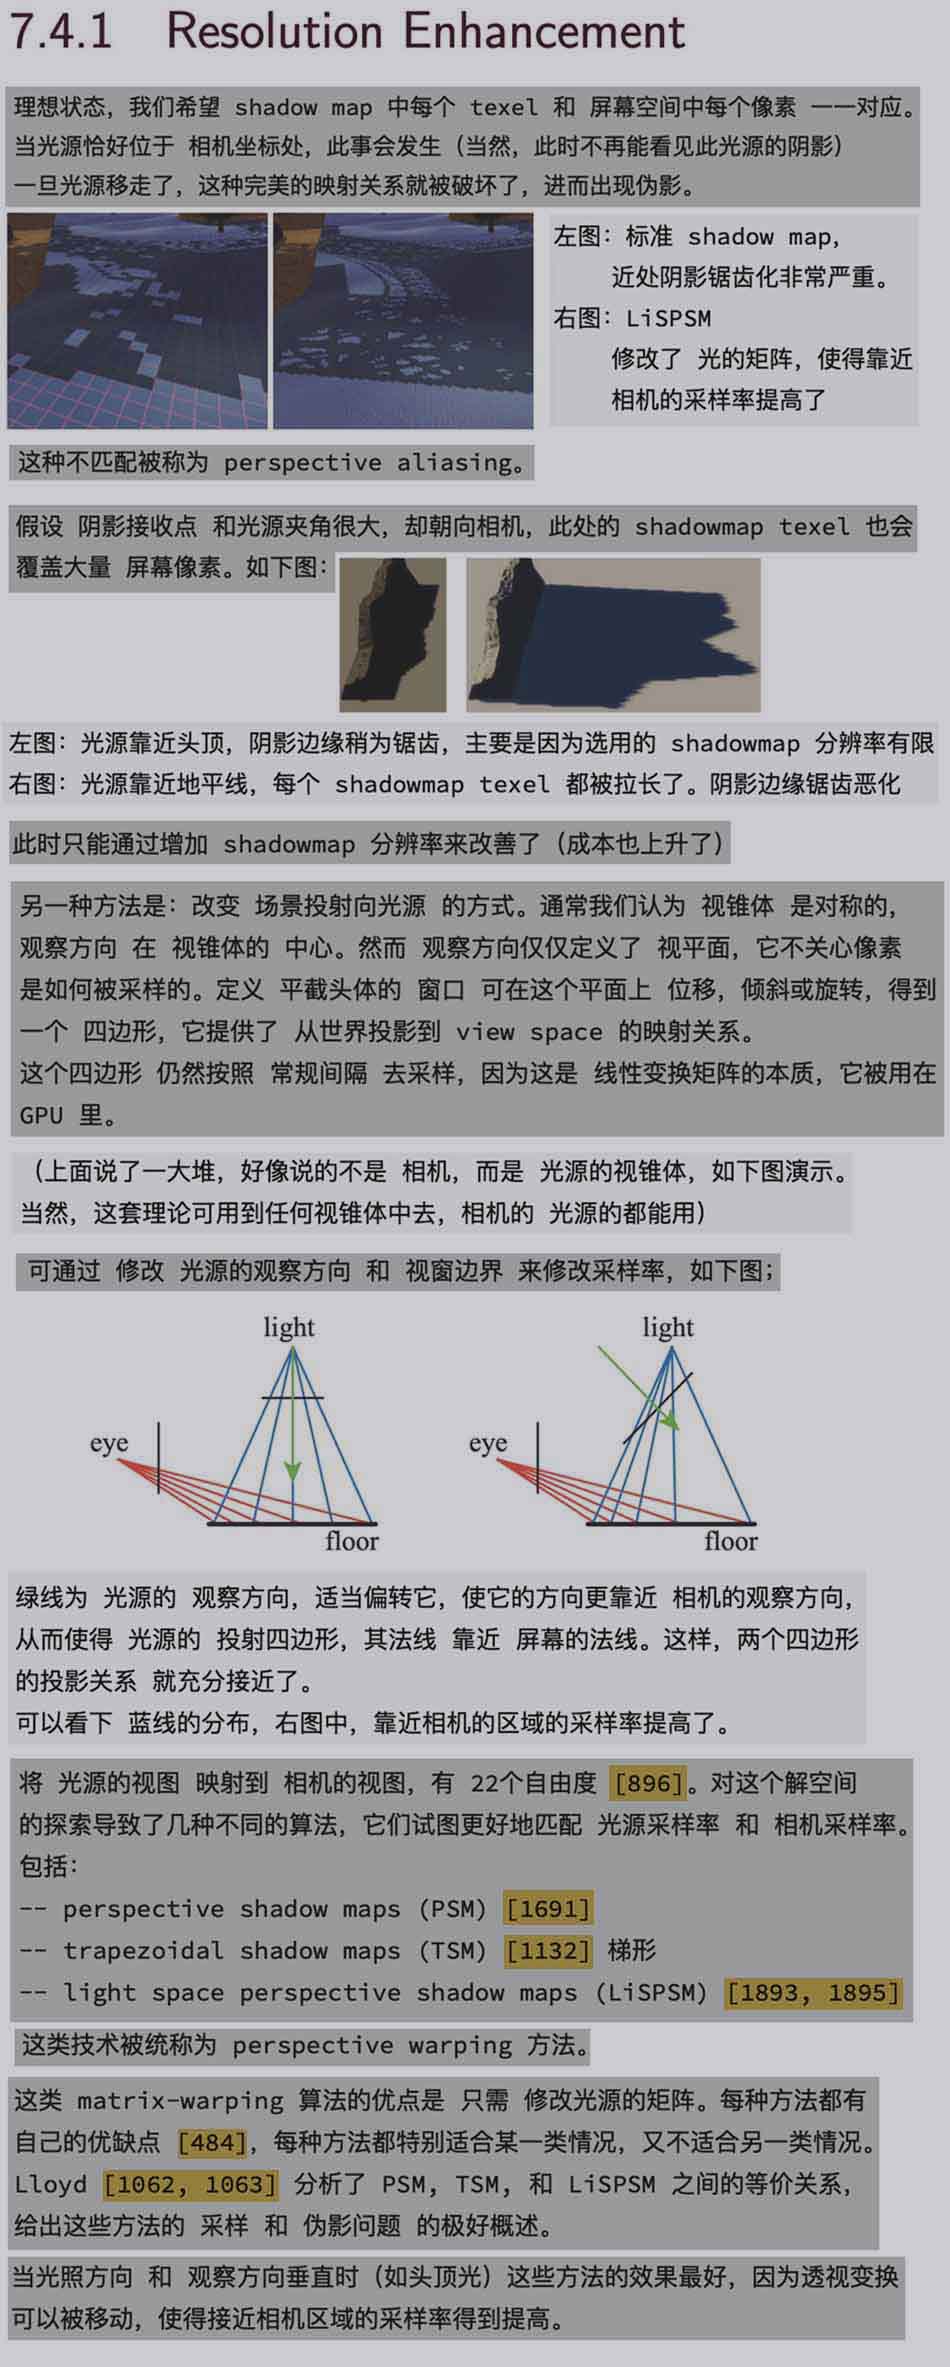 7.4.1 Resolution Enhancement
理想状态，我们希望 shadow map 中每个 texel 和 屏幕空间中每个像素 一一对应。
当光源恰好位于 相机坐标处，此事会发生（当然，此时不再能看见此光源的阴影）
一旦光源移走了，这种完美的映射关系就被破坏了，进而出现伪影。
左图：标准 shadow map，
近处阴影锯齿化非常严重。
右图：LiSPSM
修改了 光的矩阵，使得靠近
相机的采样率提高了
这种不匹配被称为 perspective aliasing。
假设 阴影接收点 和光源夹角很大，却朝向相机，此处的 shadowmap texel 也会
覆盖大量 屏幕像素。如下图：
左图：光源靠近头顶，阴影边缘稍为锯齿，主要是因为选用的 shadowmap 分辨率有限
右图：光源靠近地平线，每个 shadowmap texel 都被拉长了。阴影边缘锯齿恶化
此时只能通过增加 shadowmap 分辨率来改善了（成本也上升了）
另一种方法是：改变 场景投射向光源 的方式。通常我们认为 视锥体 是对称的，
观察方向 在 视锥体的 中心。然而 观察方向仅仅定义了 视平面，它不关心像素
是如何被采样的。定义 平截头体的 窗口 可在这个平面上 位移，倾斜或旋转，得到
一个 四边形，它提供了 从世界投影到 view space 的映射关系。
这个四边形 仍然按照 常规间隔 去采样，因为这是 线性变换矩阵的本质，它被用在
GPU 里。
（上面说了一大堆，好像说的不是 相机，而是 光源的视锥体，如下图演示。
当然，这套理论可用到任何视锥体中去，相机的 光源的都能用）
可通过 修改 光源的观察方向 和 视窗边界 来修改采样率，如下图；
light
light
eye
eye
floor
floor
绿线为 光源的 观察方向，适当偏转它，使它的方向更靠近 相机的观察方向，
从而使得 光源的 投射四边形，其法线 靠近 屏幕的法线。这样，两个四边形
的投影关系 就充分接近了。
可以看下 蓝线的分布，右图中，靠近相机的区域的采样率提高了。
将 光源的视图 映射到 相机的视图，有 22个自由度 [896]。对这个解空间
的探索导致了几种不同的算法，它们试图更好地匹配 光源采样率 和 相机采样率。
包括：
-- perspective shadow maps (PSM) [1691]
-- trapezoidal shadow maps (TSM) [1132] 梯形
-- light space perspective shadow maps (LiSPSM) [1893, 1895]
这类技术被统称为 perspective warping 方法。
这类 matrix-warping 算法的优点是 只需 修改光源的矩阵。每种方法都有
自己的优缺点 [484]，每种方法都特别适合某一类情况，又不适合另一类情况。
Lloyd [1062, 1063] 分析了 PSM, TSM, 和 LiSPSM 之间的等价关系，
给出这些方法的 采样 和 伪影问题 的极好概述。
当光照方向 和 观察方向垂直时（如头顶光）这些方法的效果最好，因为透视变换
可以被移动，使得接近相机区域的采样率得到提高。